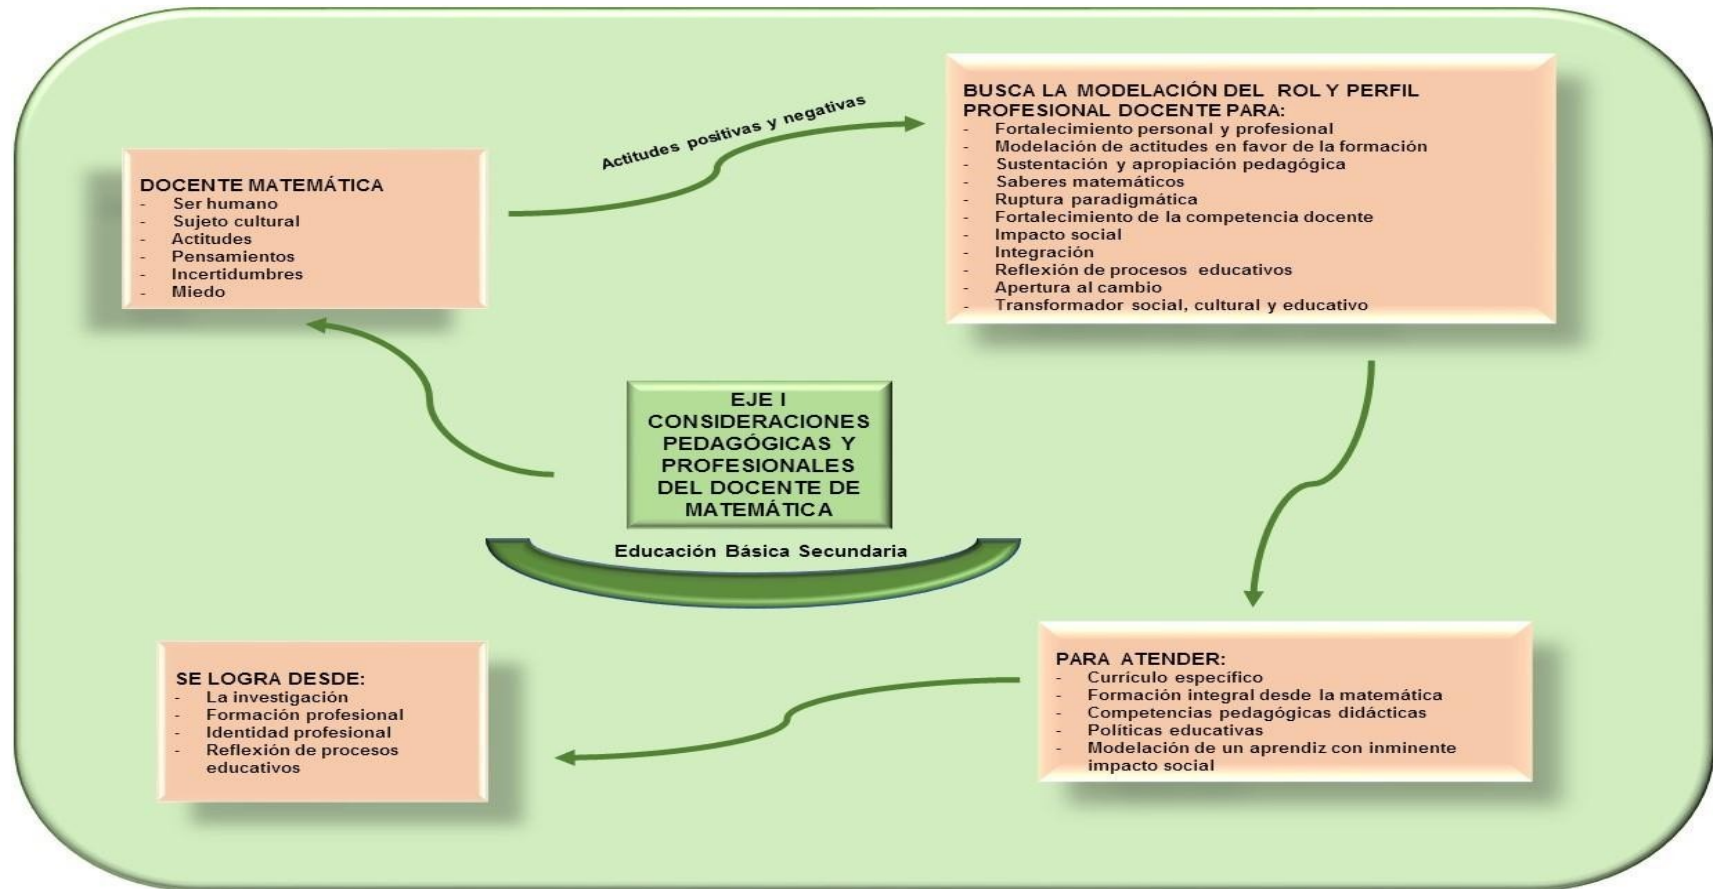 DOCENTE MATEMÁTICA
- Ser humano
- Sujeto cultural
- Actitudes
- Pensamientos
- Incertidumbres
- Miedo
Actitudes positivas y negativas
BUSCA LA MODELACIÓN DEL ROL Y PERFIL
PROFESIONAL DOCENTE PARA:
- Fortalecimiento personal y profesional
- Modelación de actitudes en favor de la formación
- Sustentación y apropiación pedagógica
- Saberes matemáticos
- Ruptura paradigmática
- Fortalecimiento de la competencia docente
- Impacto social
- Integración
- Reflexión de procesos educativos
- Apertura al cambio
- Transformador social, cultural y educativo
EJE I
CONSIDERACIONES
PEDAGÓGICAS Y
PROFESIONALES
DEL DOCENTE DE
MATEMÁTICA
Educación Básica Secundaria
SE LOGRA DESDE:
- La investigación
- Formación profesional
- Identidad profesional
- Reflexión de procesos
educativos
PARA ATENDER:
- Currículo específico
- Formación integral desde la matemática
- Competencias pedagógicas didácticas
- Políticas educativas
- Modelación de un aprendiz con inminente
impacto social